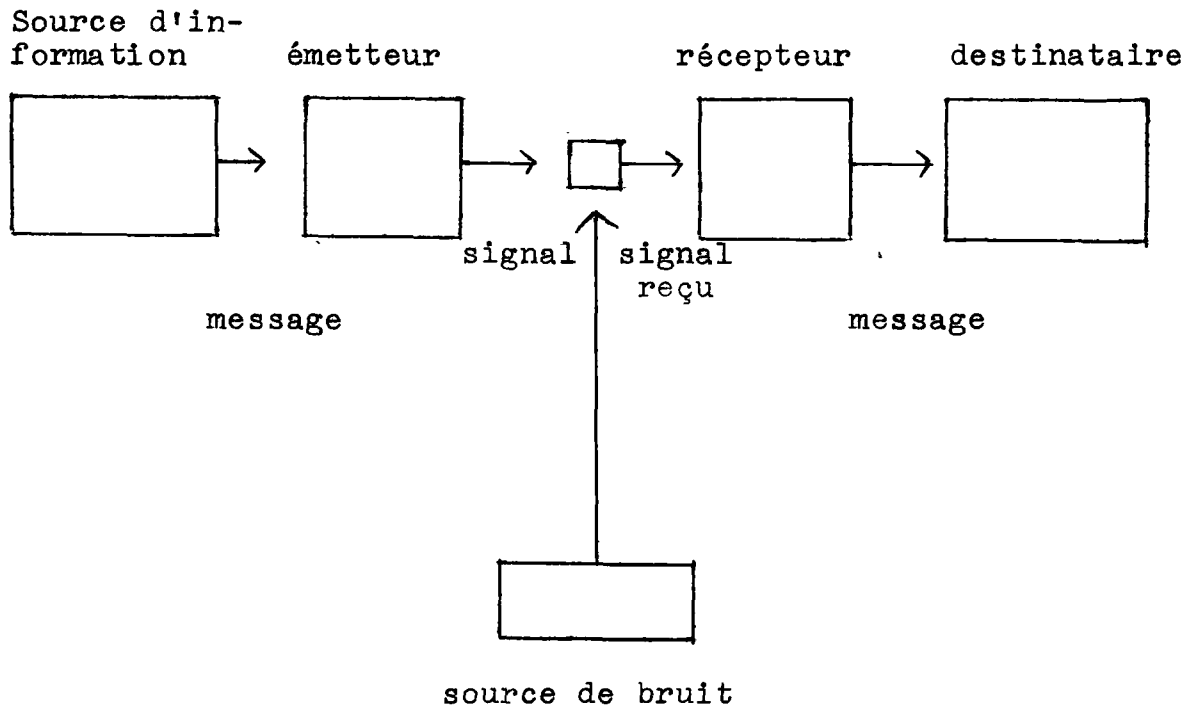 Source d'in-
formation
émetteur
récepteur
destinataire
signal
signal
reçu
message
message
source de bruit